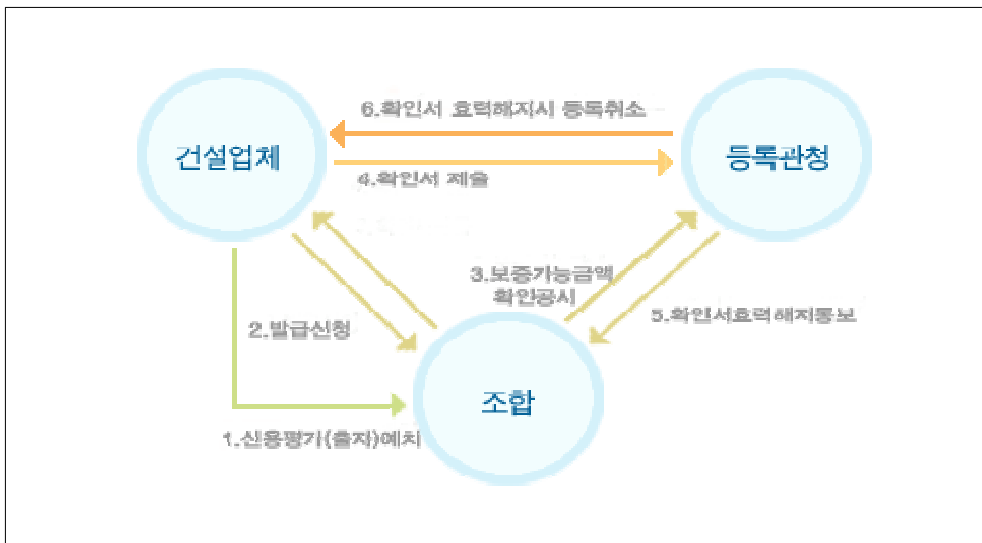 6.확인서 효력해지시 등록취소
건설업체
등록관청
4.확인서 제출
3.보증가능금액
확인공시
5.확인서효력해지통보
2.발급신청
조합
1.신용평가(출자)예치